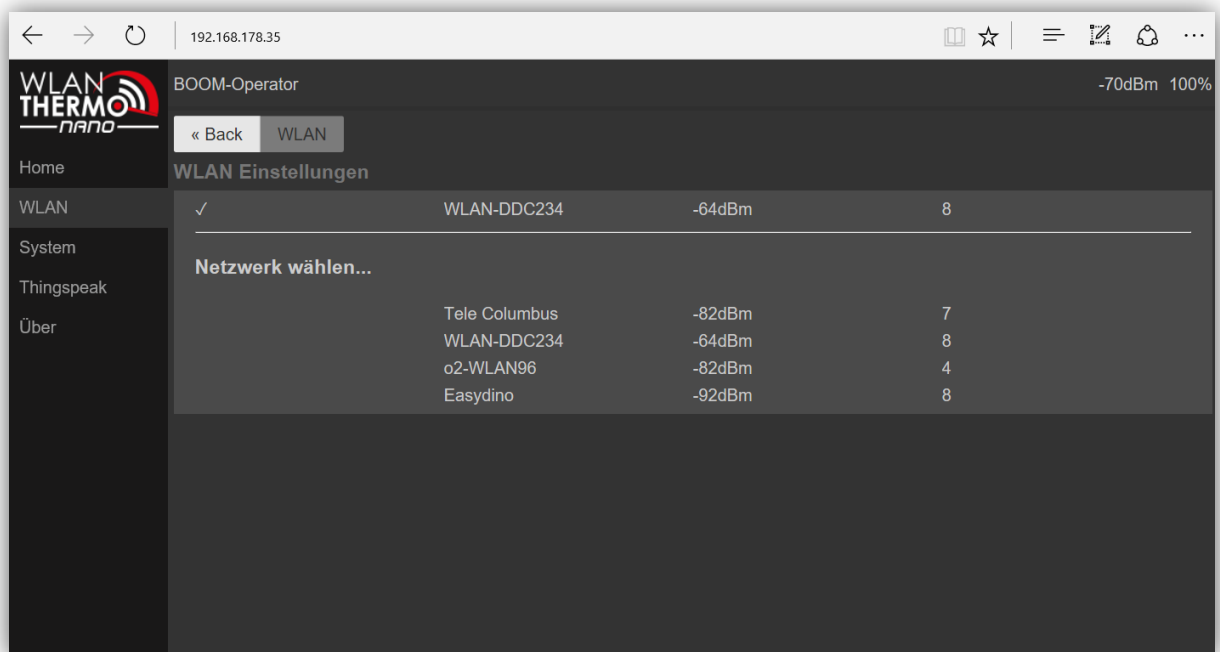 192.168.178.35
WLAN
THERMO
nano
BOOM-Operator -70dBm 100%
« Back WLAN
Home
WLAN
System
Thingspeak
Über
WLAN Einstellungen
✓ WLAN-DDC234 -64dBm 8
Netzwerk wählen...
Tele Columbus -82dBm 7
WLAN-DDC234 -64dBm 8
o2-WLAN96 -82dBm 4
Easydino -92dBm 8